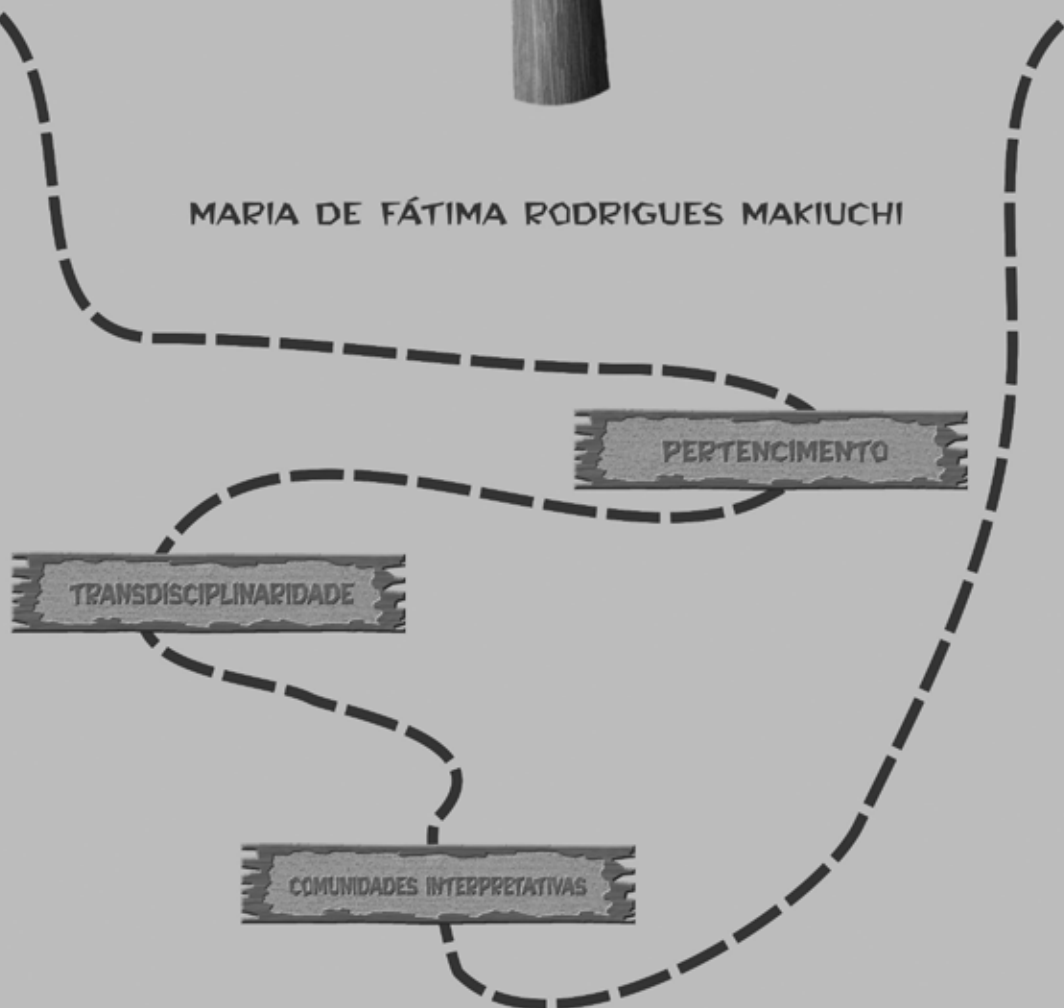 MARIA DE FÁTIMA RODRIGUES MAKIUCHI
PERTENCIMENTO
TRANSDISCIPLINARIDADE
COMUNIDADES INTERPRETATIVAS